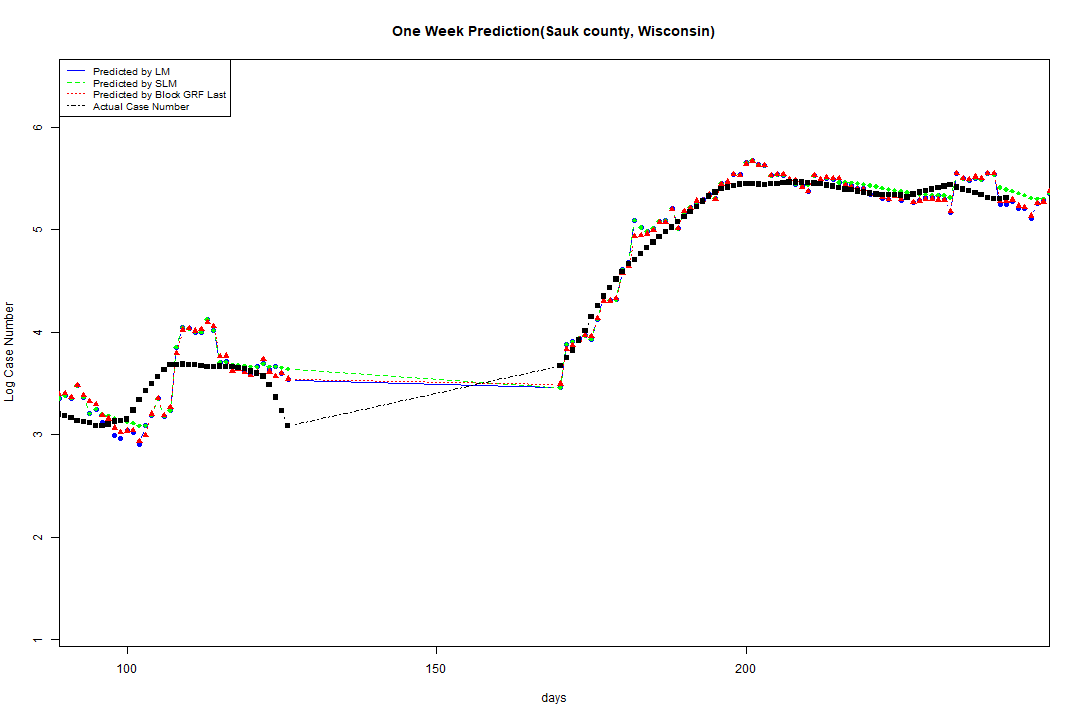 One Week Prediction(Sauk county, Wisconsin)
Predicted by LM
Predicted by SLM
Predicted by Block GRF Last
Actual Case Number
6
5
4
3
2
1
Log Case Number
100 150 200
days